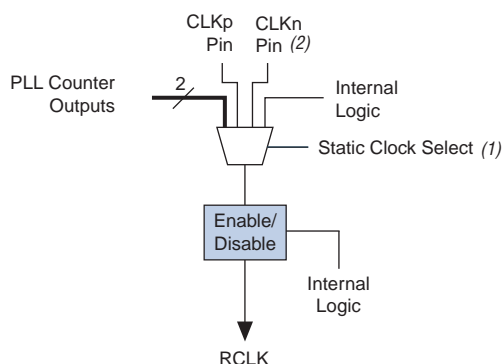 CLKp
Pin
CLKn
Pin (2)
PLL Counter
Outputs
2
Internal
Logic
Static Clock Select (1)
Enable/
Disable
Internal
Logic
RCLK